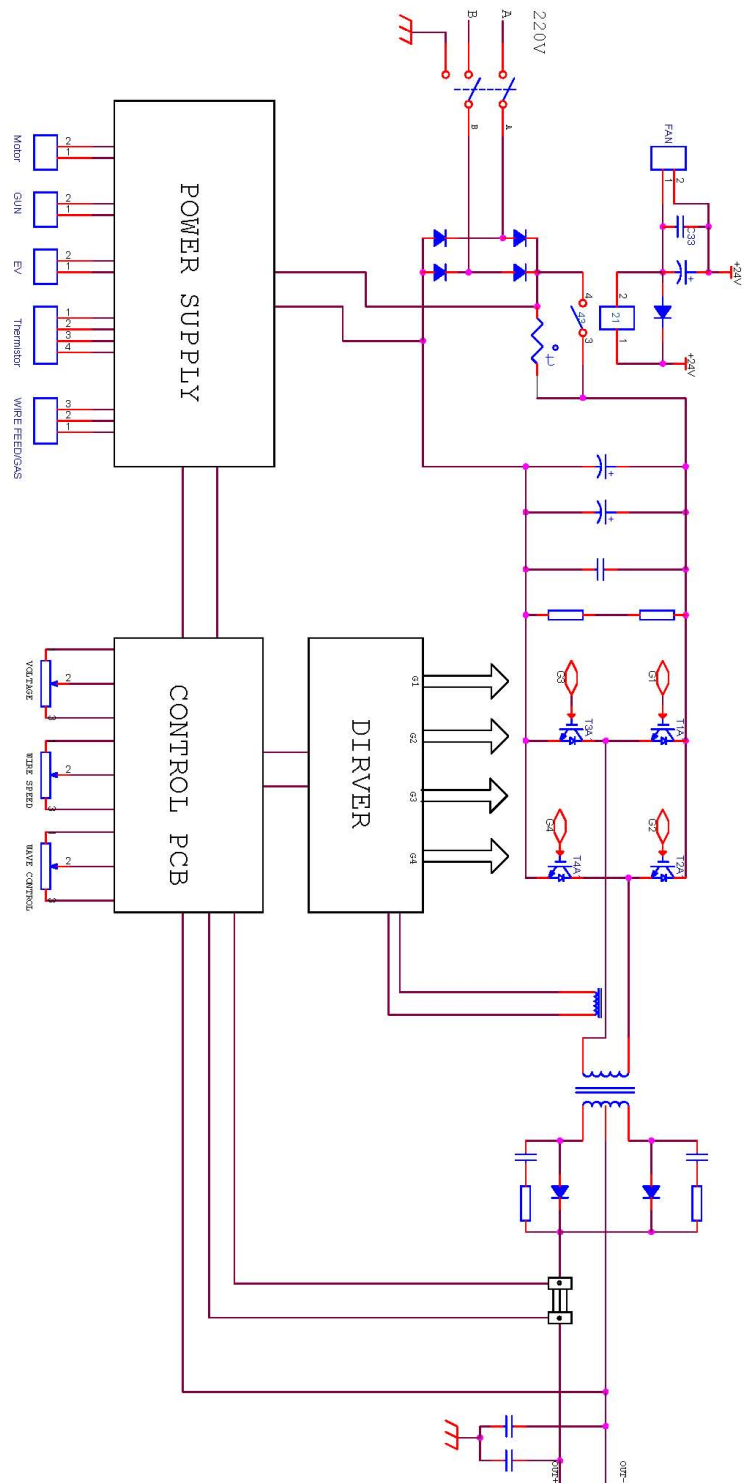 220V
A
B
A
B
FAN
1
2
C33
+
+24V
2
21
1
+24V
4
43
3
t
+
+
POWER SUPPLY
2
1
Motor
2
1
GUN
2
1
EV
1
2
3
4
Tnermistor
3
2
1
WIRE FEED/GAS
CONTROL PCB
2
3
VOLTAGE
2
3
WIRE SPEED
1
2
3
WAVE CONTROL
DIRVER
G1
G2
G3
G4
G1
T1A
G3
T3A
G2
T2A
G4
T4A
OUT-
OUT+